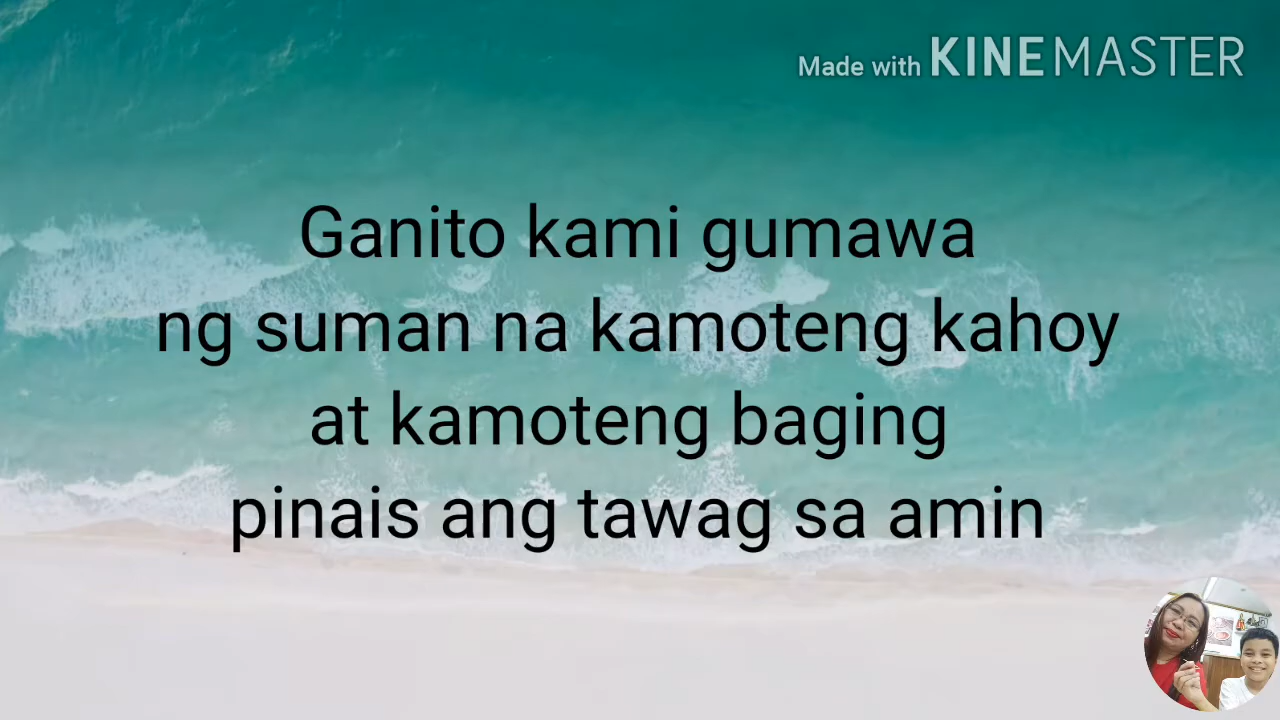 Made with KINEMASTER
Ganito kami gumawa
ng suman na kamoteng kahoy
at kamoteng baging
pinais ang tawag sa amin